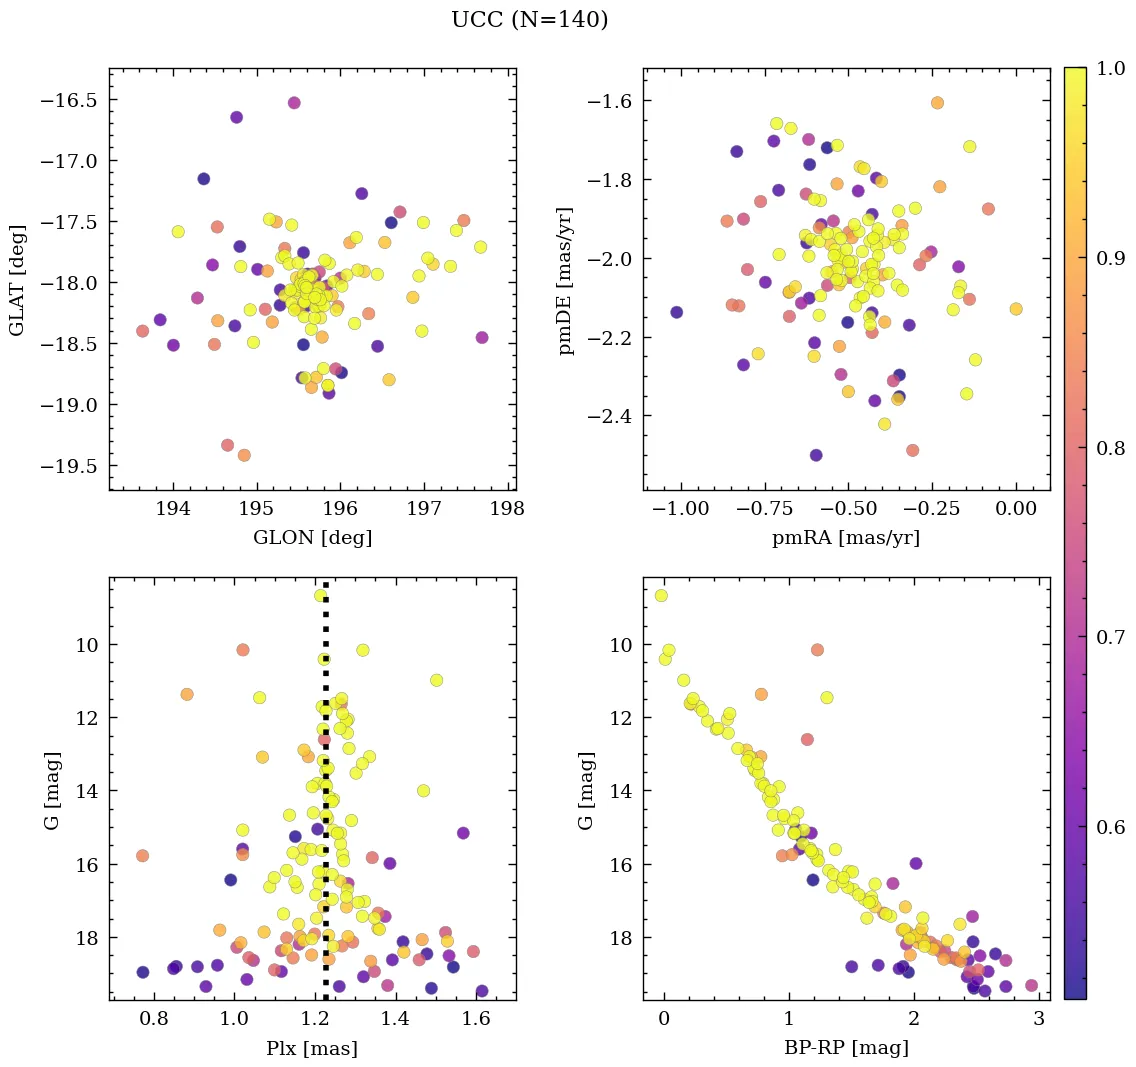 UCC (N=140)
−16.5
−17.0
−17.5
−18.0
−18.5
−19.0
−19.5
GLAT [deg]
194 195 196 197 198
GLON [deg]
−1.6
−1.8
−2.0
−2.2
−2.4
pmDE [mas/yr]
−1.00 −0.75 −0.50 −0.25 0.00
pmRA [mas/yr]
10
12
14
16
18
G [mag]
0.8 1.0 1.2 1.4 1.6
Plx [mas]
10
12
14
16
18
G [mag]
0 1 2 3
BP-RP [mag]
1.0
0.9
0.8
0.7
0.6